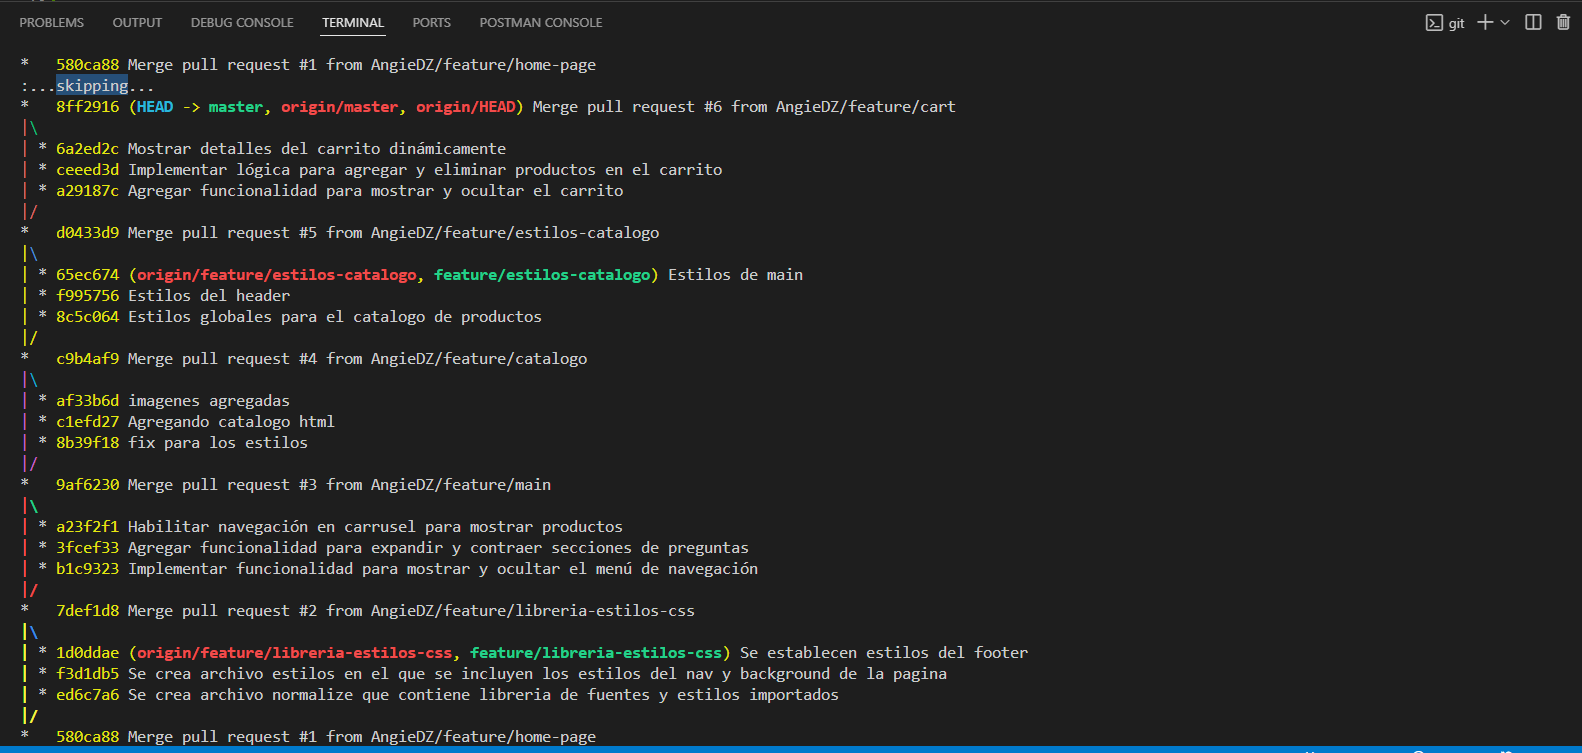 PROBLEMS OUTPUT DEBUG CONSOLE TERMINAL PORTS POSTMAN CONSOLE git
* 580ca88 Merge pull request #1 from AngieDZ/feature/home-page
:...skipping...
* 8ff2916 (HEAD -> master, origin/master, origin/HEAD) Merge pull request #6 from AngieDZ/feature/cart
|\
| * 6a2ed2c Mostrar detalles del carrito dinámicamente
| * ceeed3d Implementar lógica para agregar y eliminar productos en el carrito
| * a29187c Agregar funcionalidad para mostrar y ocultar el carrito
|/
* d0433d9 Merge pull request #5 from AngieDZ/feature/estilos-catalogo
|\
| * 65ec674 (origin/feature/estilos-catalogo, feature/estilos-catalogo) Estilos de main
| * f995756 Estilos del header
| * 8c5c064 Estilos globales para el catalogo de productos
|/
* c9b4af9 Merge pull request #4 from AngieDZ/feature/catalogo
|\
| * af33b6d imagenes agregadas
| * c1efd27 Agregando catalogo html
| * 8b39f18 fix para los estilos
|/
* 9af6230 Merge pull request #3 from AngieDZ/feature/main
|\
| * a23f2f1 Habilitar navegación en carrusel para mostrar productos
| * 3fcef33 Agregar funcionalidad para expandir y contraer secciones de preguntas
| * b1c9323 Implementar funcionalidad para mostrar y ocultar el menú de navegación
|/
* 7def1d8 Merge pull request #2 from AngieDZ/feature/libreria-estilos-css
|\
| * 1d0ddae (origin/feature/libreria-estilos-css, feature/libreria-estilos-css) Se establecen estilos del footer
| * f3d1db5 Se crea archivo estilos en el que se incluyen los estilos del nav y background de la pagina
| * ed6c7a6 Se crea archivo normalize que contiene libreria de fuentes y estilos importados
|/
* 580ca88 Merge pull request #1 from AngieDZ/feature/home-page